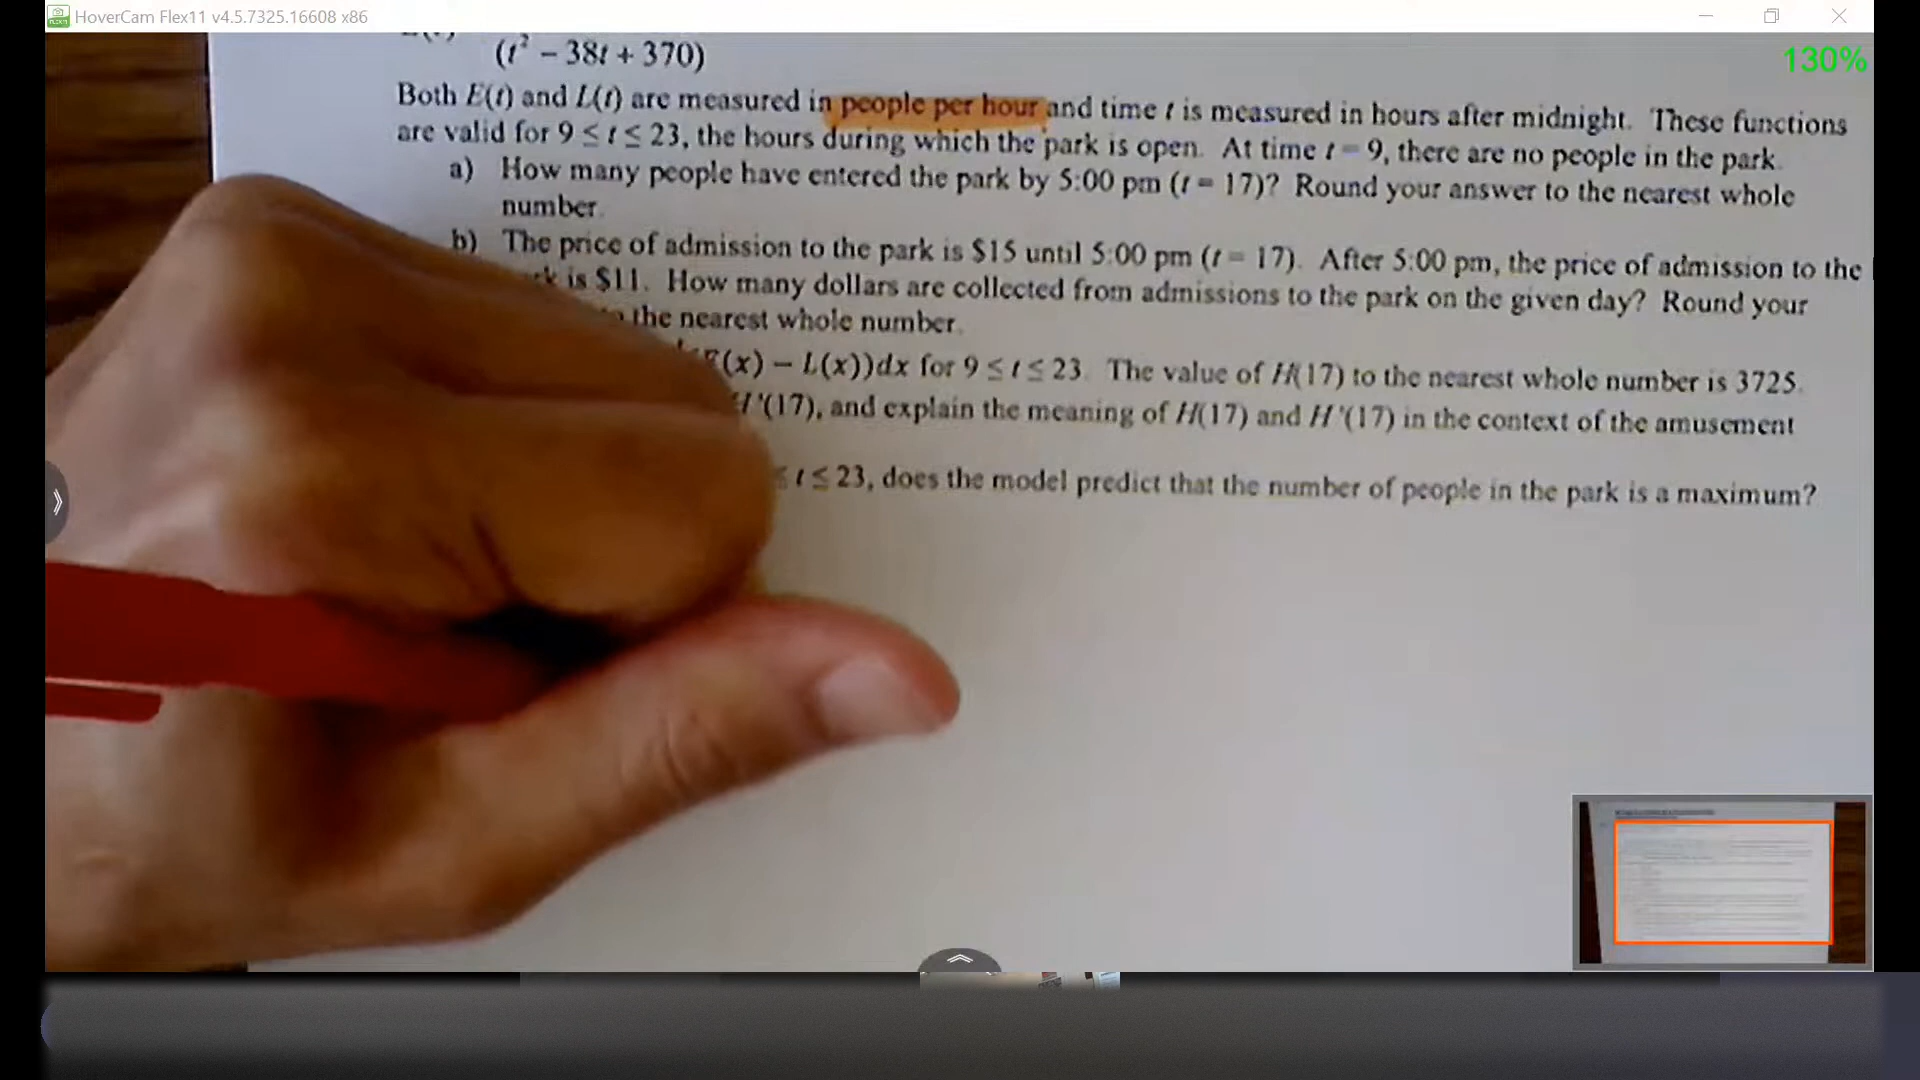 HoverCam Flex11 v4.5.7325.16608 x86
130%
(t² − 38t + 370)
Both E(t) and L(t) are measured in people per hour and time t is measured in hours after midnight. These functions
are valid for 9 ≤ t ≤ 23, the hours during which the park is open. At time t = 9, there are no people in the park.
a) How many people have entered the park by 5:00 pm (t = 17)? Round your answer to the nearest whole
number.
b) The price of admission to the park is $15 until 5:00 pm (t = 17). After 5:00 pm, the price of admission to the
is $11. How many dollars are collected from admissions to the park on the given day? Round your
the nearest whole number.
(x) − L(x))dx for 9 ≤ t ≤ 23. The value of H(17) to the nearest whole number is 3725.
'(17), and explain the meaning of H(17) and H'(17) in the context of the amusement
t ≤ 23, does the model predict that the number of people in the park is a maximum?